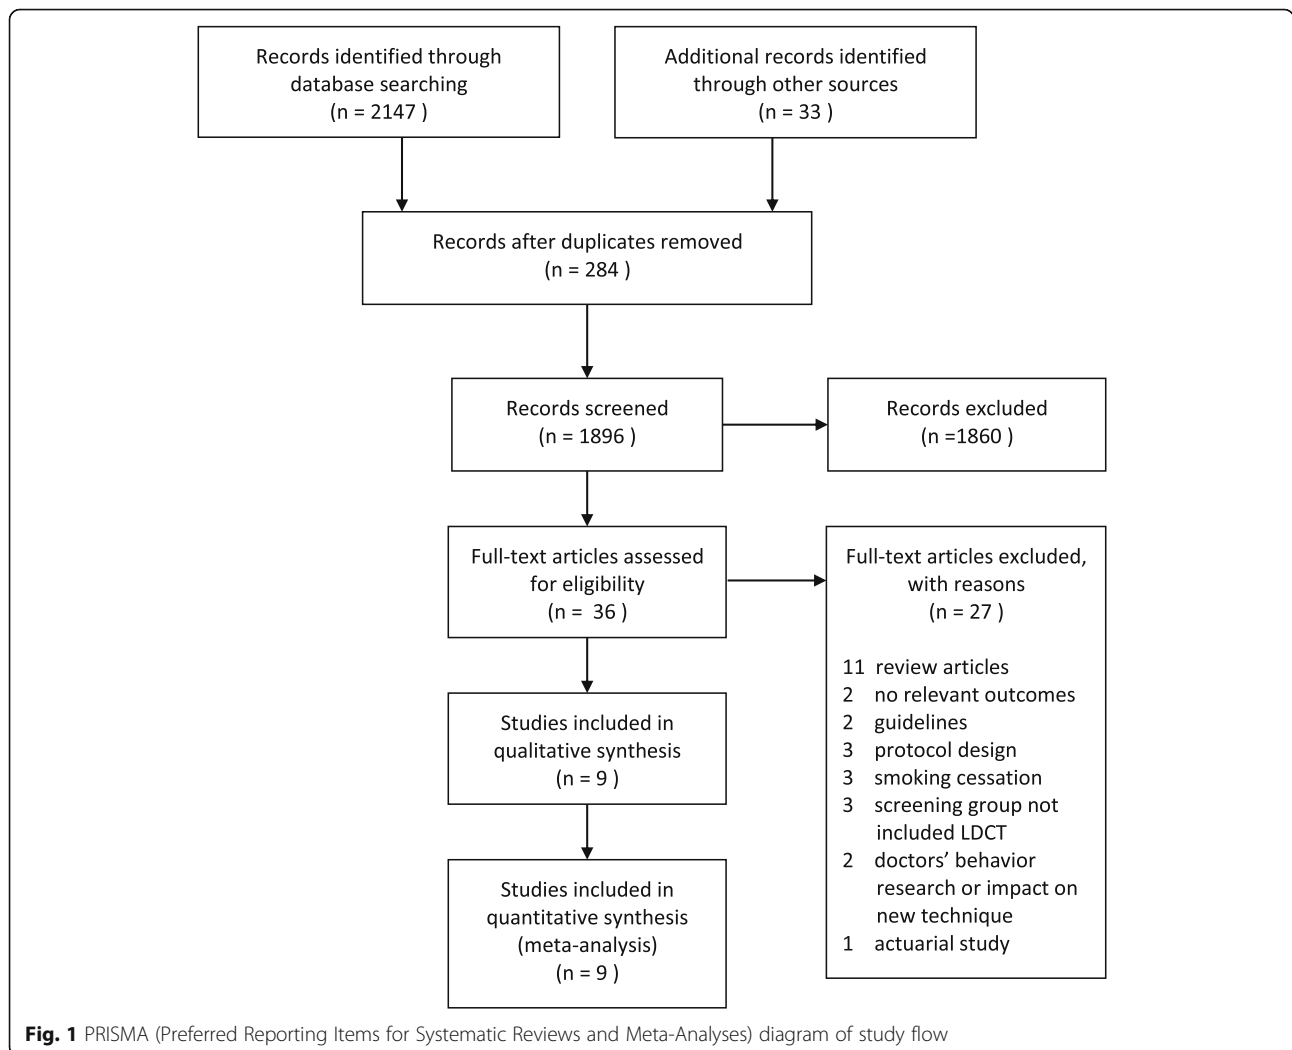 Records identified through
database searching
(n = 2147 )
Additional records identified
through other sources
(n = 33 )
Records after duplicates removed
(n = 284 )
Records screened
(n = 1896 )
Records excluded
(n =1860 )
Full-text articles assessed
for eligibility
(n = 36 )
Full-text articles excluded,
with reasons
(n = 27 )
11 review articles
2 no relevant outcomes
2 guidelines
3 protocol design
3 smoking cessation
3 screening group not
included LDCT
2 doctors’ behavior
research or impact on
new technique
1 actuarial study
Studies included in
qualitative synthesis
(n = 9 )
Studies included in
quantitative synthesis
(meta-analysis)
(n = 9 )
Fig. 1 PRISMA (Preferred Reporting Items for Systematic Reviews and Meta-Analyses) diagram of study flow